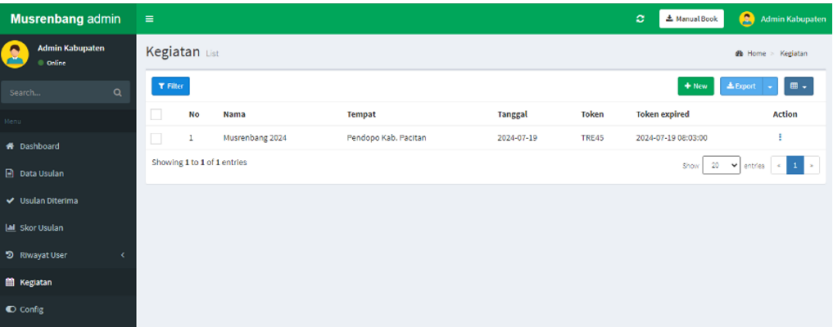 Musrenbang admin
Manual Book
Admin Kabupaten
Admin Kabupaten
Online
Search...
Menu
Dashboard
Data Usulan
Usulan Diterima
Skor Usulan
Riwayat User
Kegiatan
Config
Kegiatan List
Home > Kegiatan
Filter
New
Export
No Nama Tempat Tanggal Token Token expired Action
1 Musrenbang 2024 Pendopo Kab. Pacitan 2024-07-19 TRE45 2024-07-19 08:03:00
Showing 1 to 1 of 1 entries
Show 20 entries « 1 »